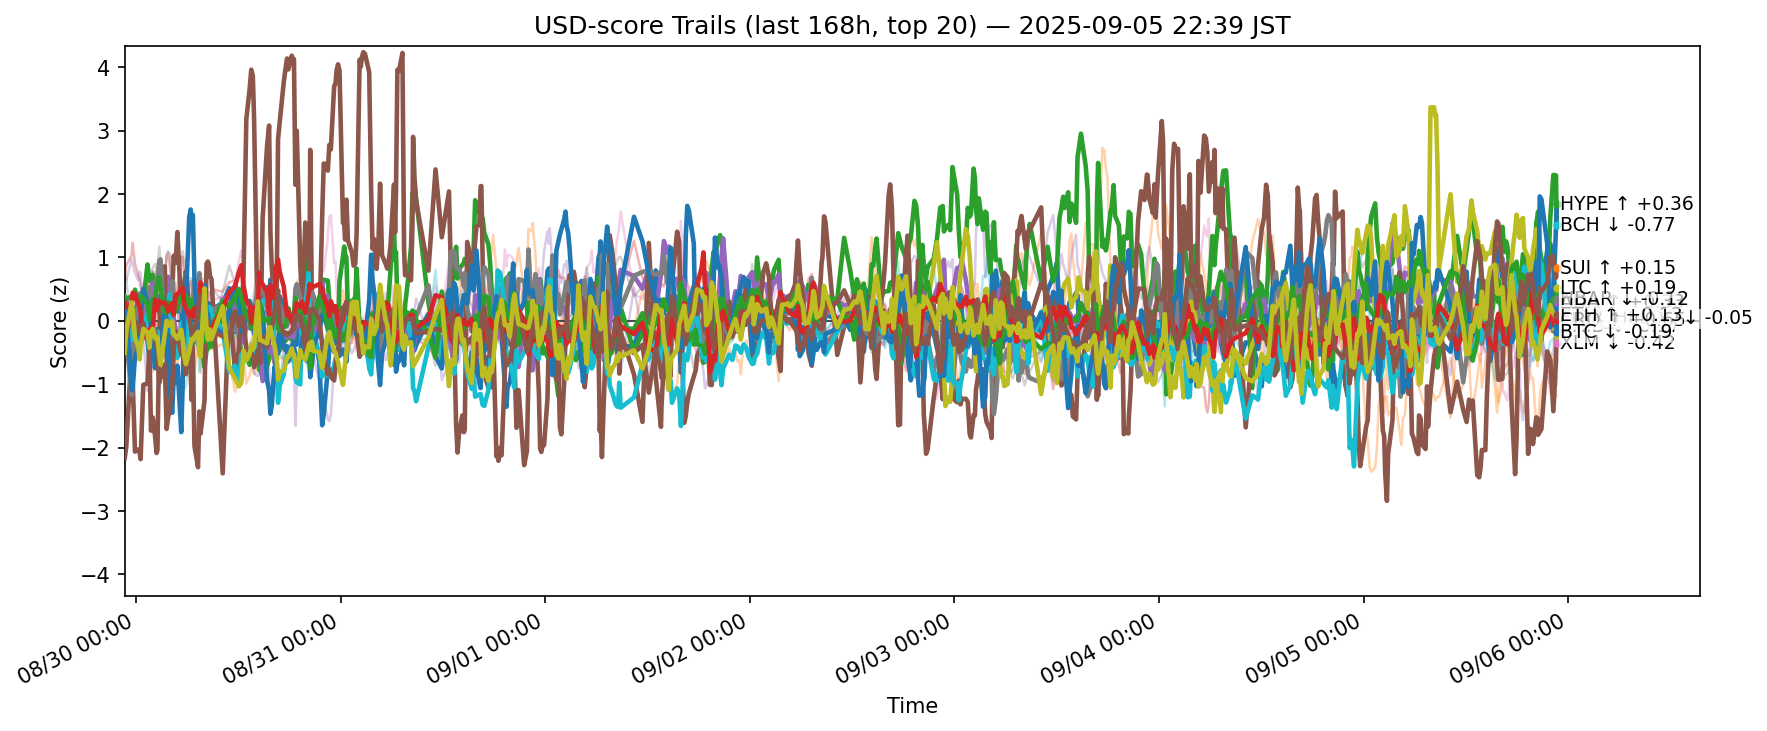 USD-score Trails (last 168h, top 20) — 2025-09-05 22:39 JST
Score (z)
4
3
2
1
0
−1
−2
−3
−4
HYPE ↑ +0.36
BCH ↓ -0.77
SUI ↑ +0.15
LTC ↑ +0.19
HBAR ↓ -0.12
ETH ↑ +0.13
↓ -0.05
BTC ↓ -0.19
XLM ↓ -0.42
08/30 00:00
08/31 00:00
09/01 00:00
09/02 00:00
09/03 00:00
09/04 00:00
09/05 00:00
09/06 00:00
Time